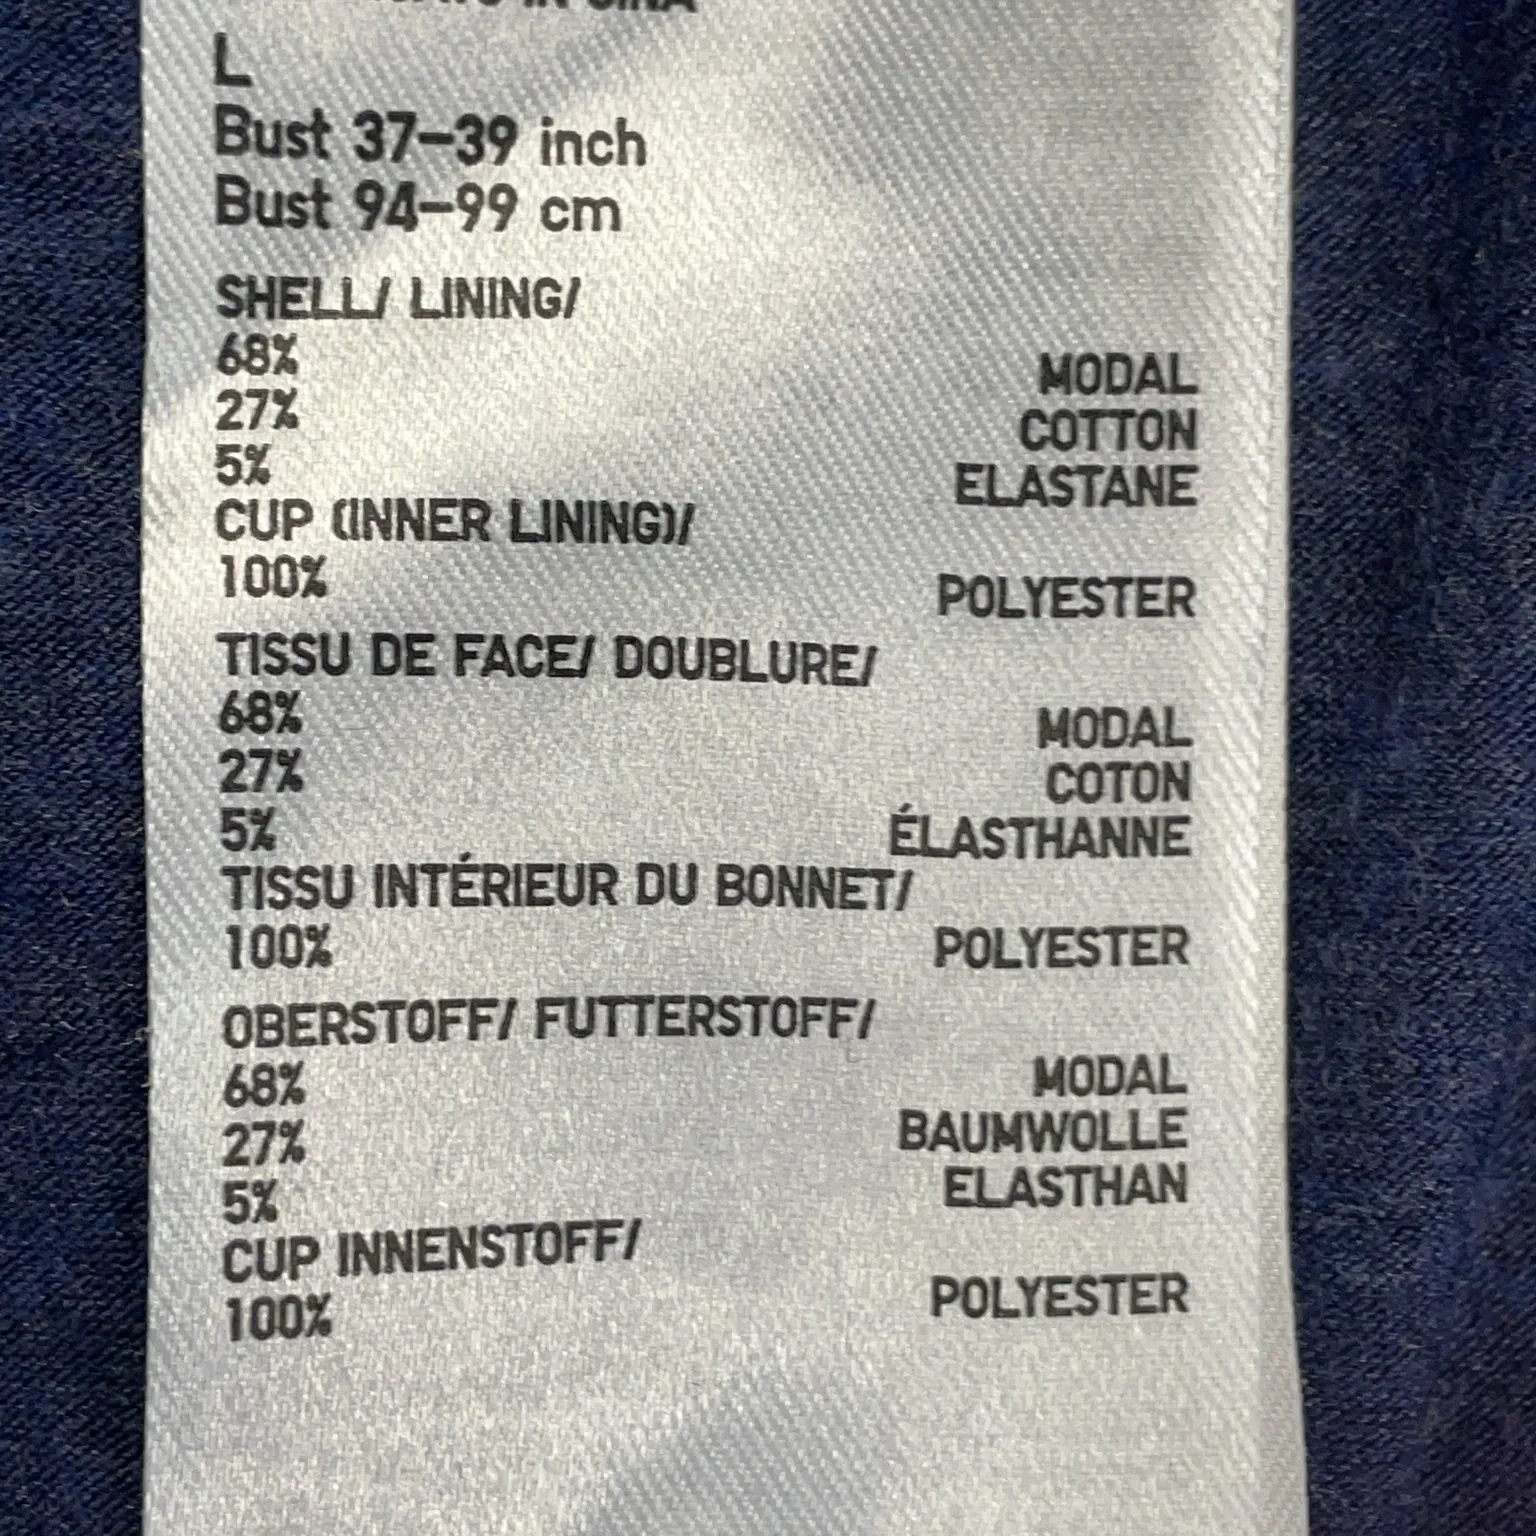 IN CINA
L
Bust 37-39 inch
Bust 94-99 cm
SHELL/ LINING/
68% MODAL
27% COTTON
5% ELASTANE
CUP (INNER LINING)/
100% POLYESTER
TISSU DE FACE/ DOUBLURE/
68% MODAL
27% COTON
5% ÉLASTHANNE
TISSU INTÉRIEUR DU BONNET/
100% POLYESTER
OBERSTOFF/ FUTTERSTOFF/
68% MODAL
27% BAUMWOLLE
5% ELASTHAN
CUP INNENSTOFF/
100% POLYESTER